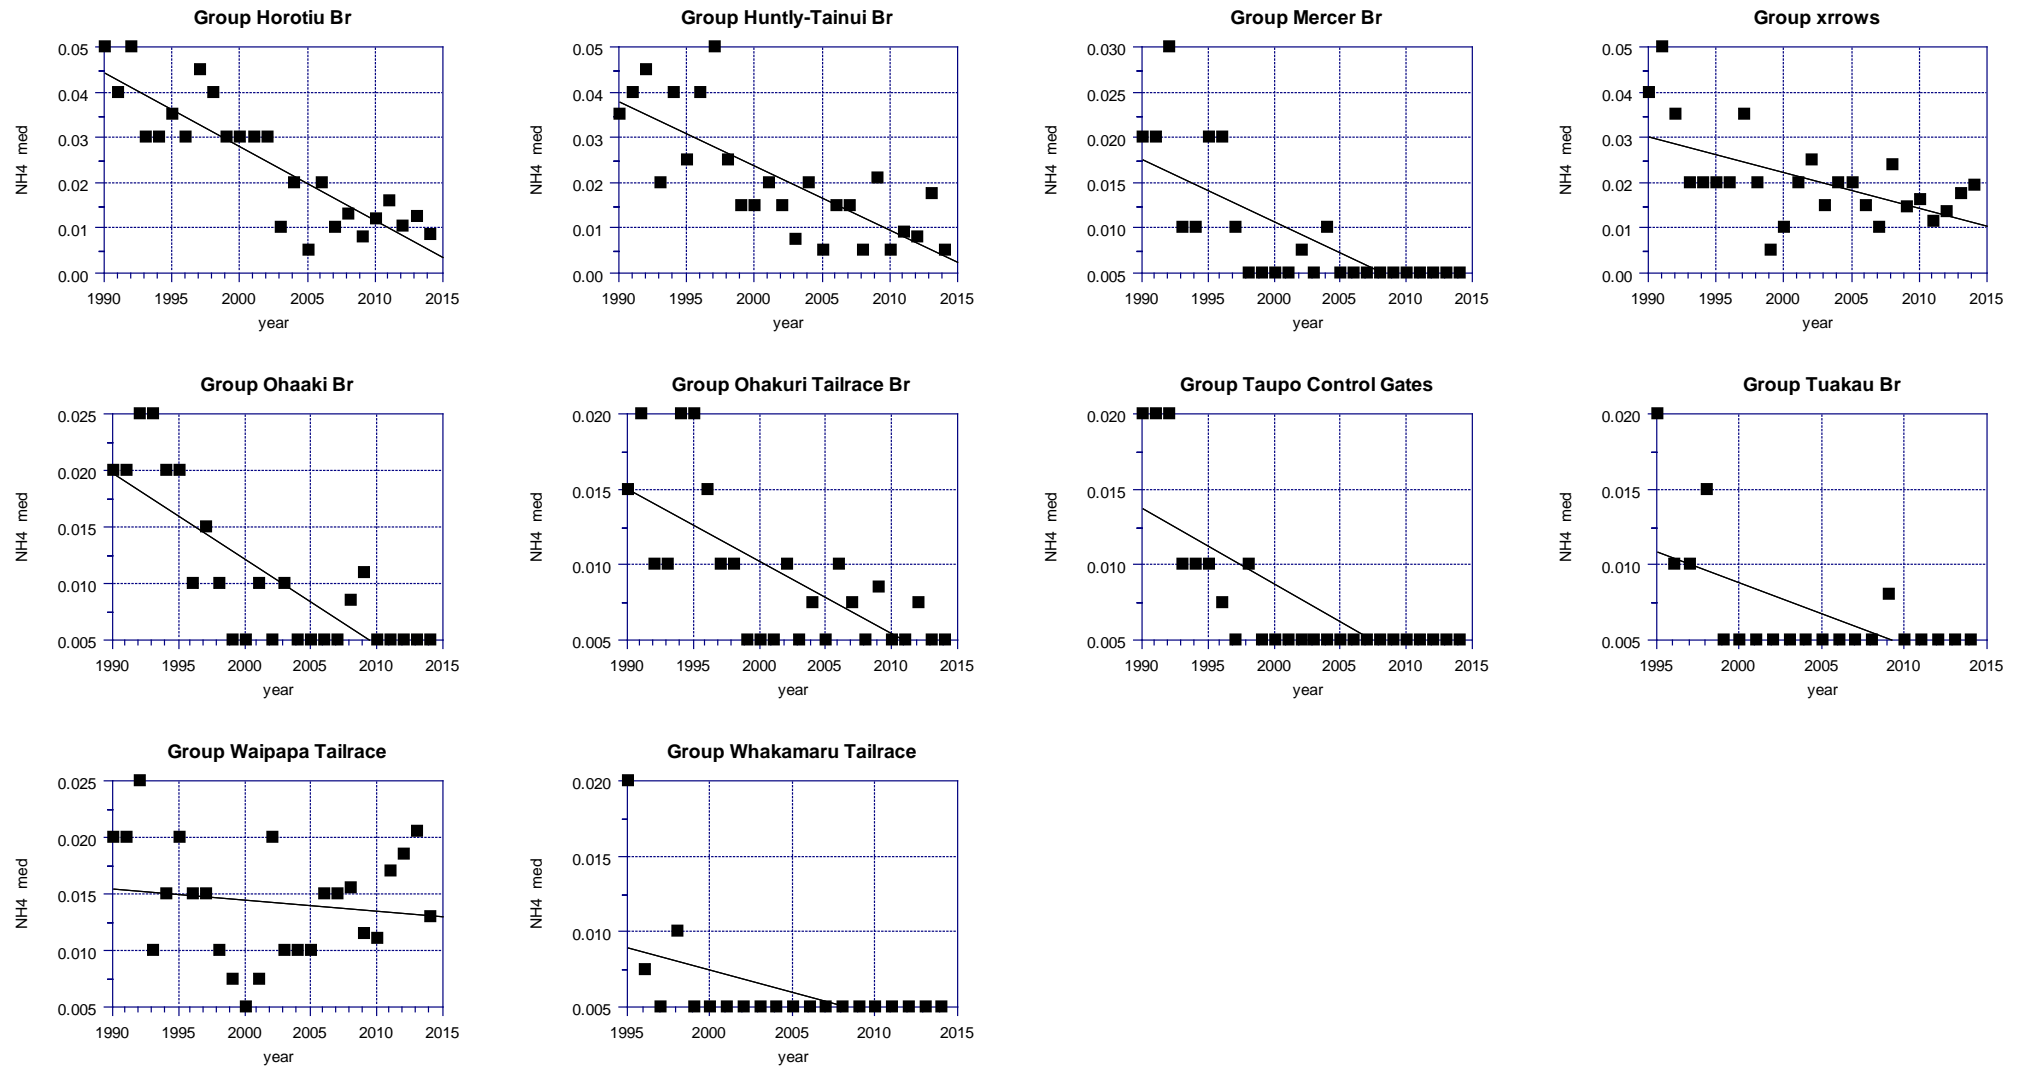 Group Horotiu Br
0.05
0.04
0.03
0.02
0.01
0.00
NH4 med
1990 1995 2000 2005 2010 2015
year
Group Huntly-Tainui Br
0.05
0.04
0.03
0.02
0.01
0.00
NH4 med
1990 1995 2000 2005 2010 2015
year
Group Mercer Br
0.030
0.025
0.020
0.015
0.010
0.005
NH4 med
1990 1995 2000 2005 2010 2015
year
Group xrrows
0.05
0.04
0.03
0.02
0.01
0.00
NH4 med
1990 1995 2000 2005 2010 2015
year
Group Ohaaki Br
0.025
0.020
0.015
0.010
0.005
NH4 med
1990 1995 2000 2005 2010 2015
year
Group Ohakuri Tailrace Br
0.020
0.015
0.010
0.005
NH4 med
1990 1995 2000 2005 2010 2015
year
Group Taupo Control Gates
0.020
0.015
0.010
0.005
NH4 med
1990 1995 2000 2005 2010 2015
year
Group Tuakau Br
0.020
0.015
0.010
0.005
NH4 med
1995 2000 2005 2010 2015
year
Group Waipapa Tailrace
0.025
0.020
0.015
0.010
0.005
NH4 med
1990 1995 2000 2005 2010 2015
year
Group Whakamaru Tailrace
0.020
0.015
0.010
0.005
NH4 med
1995 2000 2005 2010 2015
year